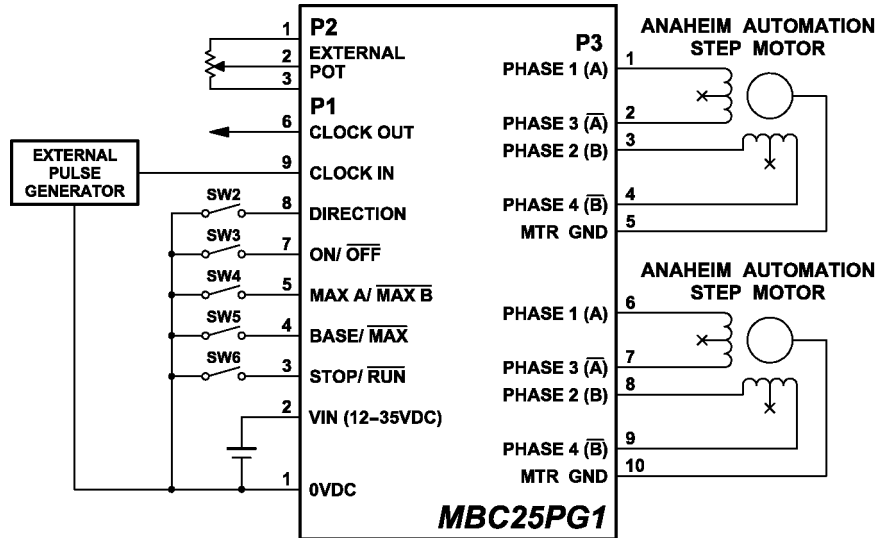 P2
1
2 EXTERNAL
POT
3
P1
6 CLOCK OUT
EXTERNAL
PULSE
GENERATOR
9 CLOCK IN
SW2 8 DIRECTION
SW3 7 ON/ O̅F̅F̅
SW4 5 MAX A/ M̅A̅X̅ B̅
SW5 4 BASE/ M̅A̅X̅
SW6 3 STOP/ R̅U̅N̅
2 VIN (12–35VDC)
1 0VDC
P3
ANAHEIM AUTOMATION
STEP MOTOR
PHASE 1 (A) 1
PHASE 3 (A̅) 2
PHASE 2 (B) 3
PHASE 4 (B̅) 4
MTR GND 5
ANAHEIM AUTOMATION
STEP MOTOR
PHASE 1 (A) 6
PHASE 3 (A̅) 7
PHASE 2 (B) 8
PHASE 4 (B̅) 9
MTR GND 10
MBC25PG1